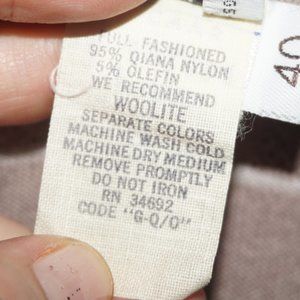 FULL FASHIONED
95% QIANA NYLON
5% OLEFIN
WE RECOMMEND
WOOLITE
SEPARATE COLORS
MACHINE WASH COLD
MACHINE DRY MEDIUM
REMOVE PROMPTLY
DO NOT IRON
RN 34692
CODE "G-Q/O"
40